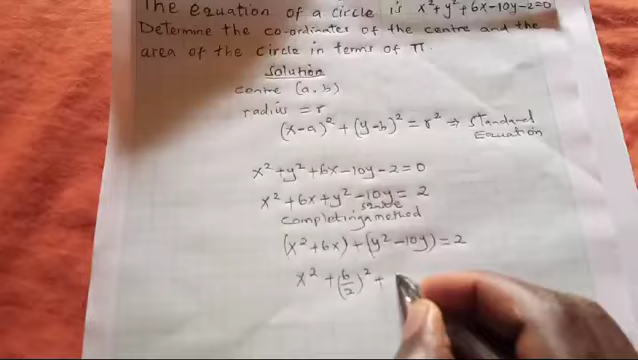 The equation of a circle is x²+y²+6x-10y-2=0
Determine the co-ordinates of the centre and the
area of the circle in terms of π.
Solution
centre (a, b)
radius = r
(x-a)² + (y-b)² = r² ⇒ standard Equation
x² + y² + 6x - 10y - 2 = 0
x² + 6x + y² - 10y = 2
completing square method
(x² + 6x) + (y² - 10y) = 2
x² + (6/2)² +